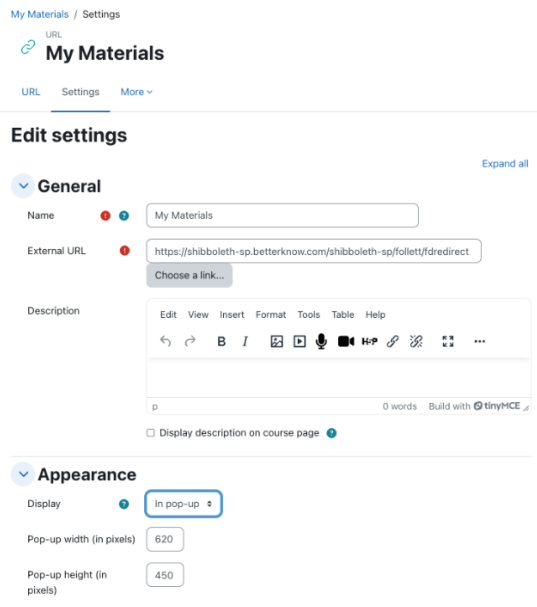 My Materials / Settings
URL
My Materials
URL Settings More
Edit settings
Expand all
General
Name ! ? My Materials
External URL ! https://shibboleth-sp.betterknow.com/shibboleth-sp/follett/fdredirect
Choose a link...
Description
Edit View Insert Format Tools Table Help
B I H-P ...
p 0 words Build with tinyMCE
Display description on course page ?
Appearance
Display ? In pop-up
Pop-up width (in pixels) 620
Pop-up height (in 450
pixels)